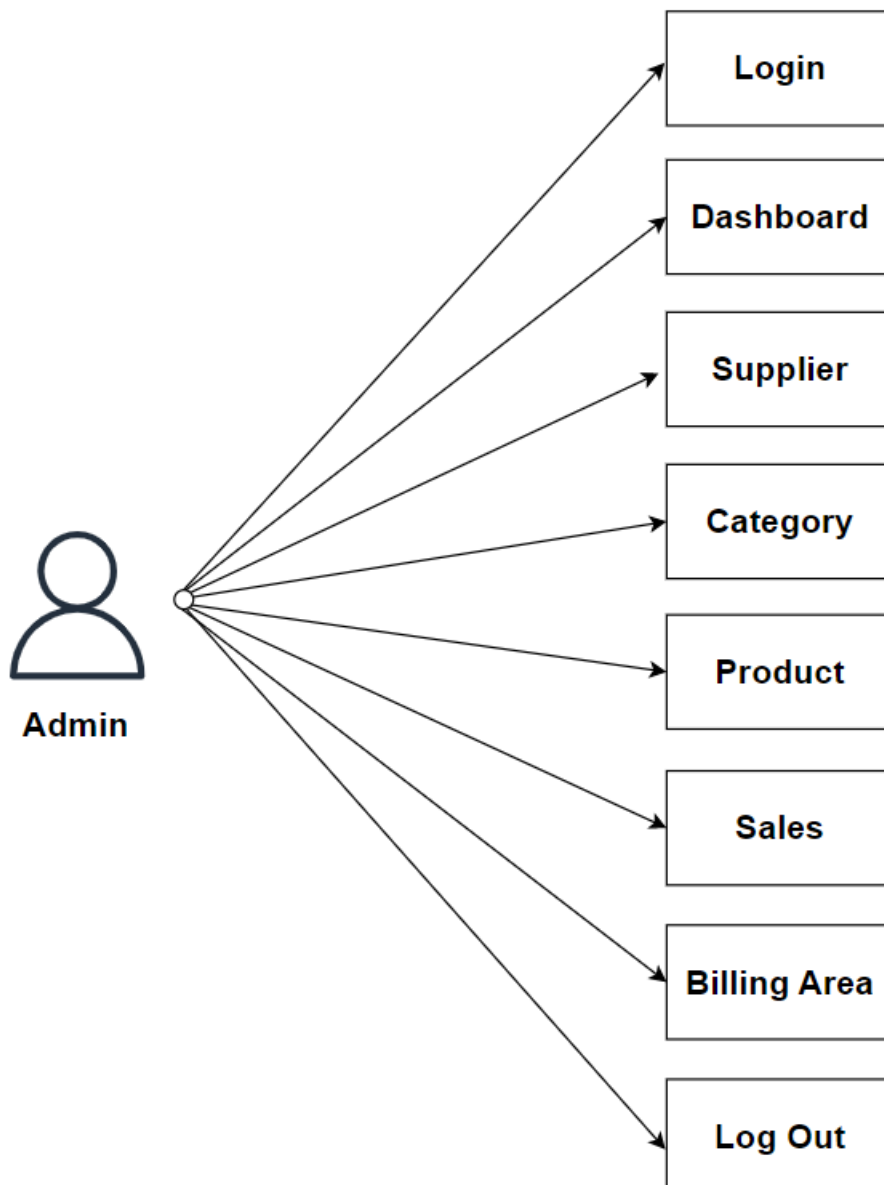 Login
Dashboard
Supplier
Category
Product
Sales
Billing Area
Log Out
Admin